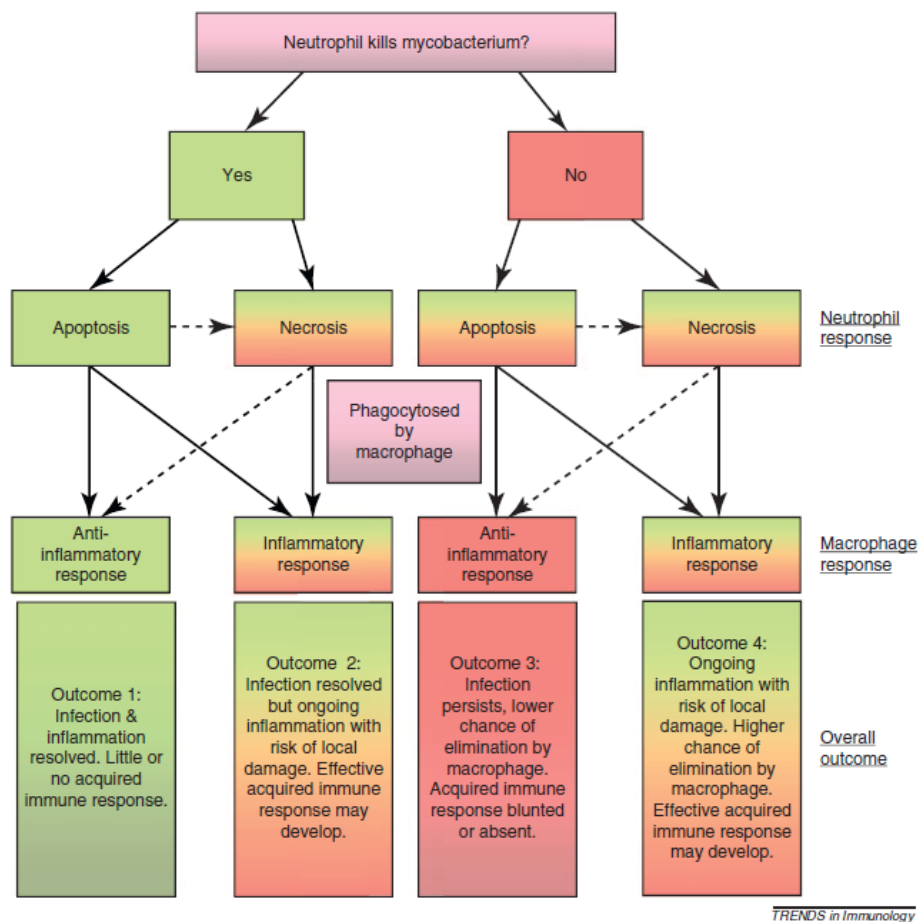 Neutrophil kills mycobacterium?
Yes
No
Apoptosis
Necrosis
Apoptosis
Necrosis
Neutrophil
response
Phagocytosed
by
macrophage
Anti-
inflammatory
response
Inflammatory
response
Anti-
inflammatory
response
Inflammatory
response
Macrophage
response
Outcome 1:
Infection &
inflammation
resolved. Little or
no acquired
immune response.
Outcome 2:
Infection resolved
but ongoing
inflammation with
risk of local
damage. Effective
acquired immune
response may
develop.
Outcome 3:
Infection
persists, lower
chance of
elimination by
macrophage.
Acquired immune
response blunted
or absent.
Outcome 4:
Ongoing
inflammation with
risk of local
damage. Higher
chance of
elimination by
macrophage.
Effective acquired
immune response
may develop.
Overall
outcome
TRENDS in Immunology